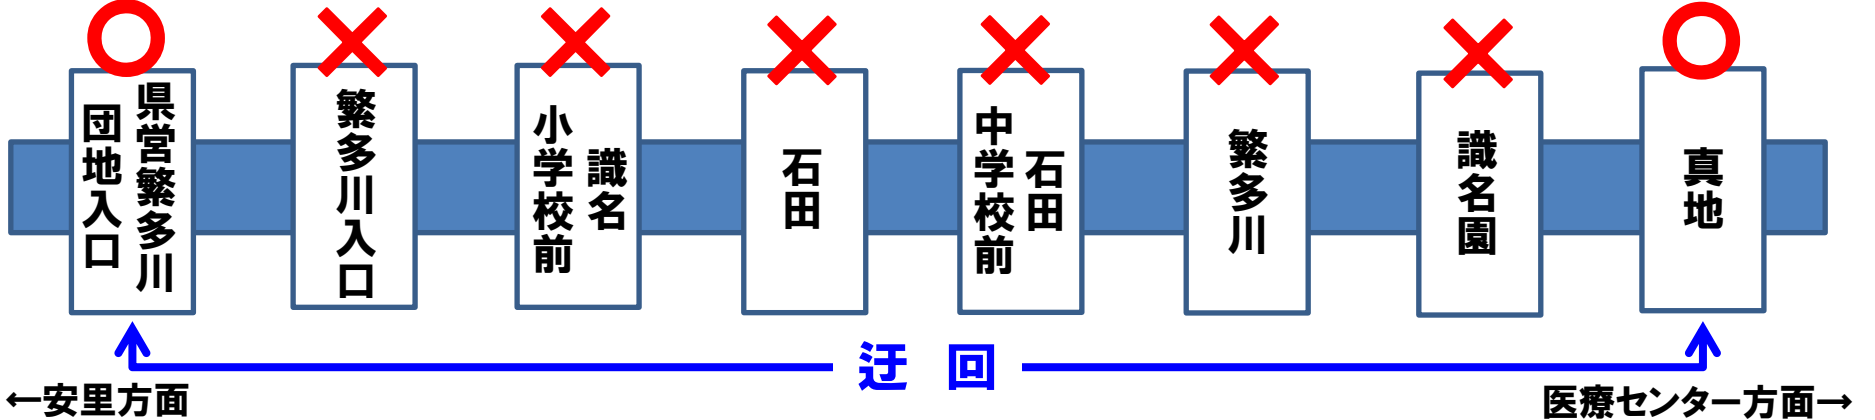 県営繁多川
団地入口
繁多川入口
識名
小学校前
石田
石田
中学校前
繁多川
識名園
真地
迂回
←安里方面
医療センター方面→